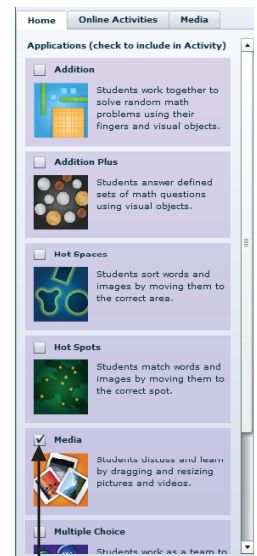 Home Online Activities Media
Applications (check to include in Activity)
Addition
Students work together to
solve random math
problems using their
fingers and visual objects.
Addition Plus
Students answer defined
sets of math questions
using visual objects.
Hot Spaces
Students sort words and
images by moving them to
the correct area.
Hot Spots
Students match words and
images by moving them to
the correct spot.
Media
Students discuss and learn
by dragging and resizing
pictures and videos.
Multiple Choice
Students work as a team to